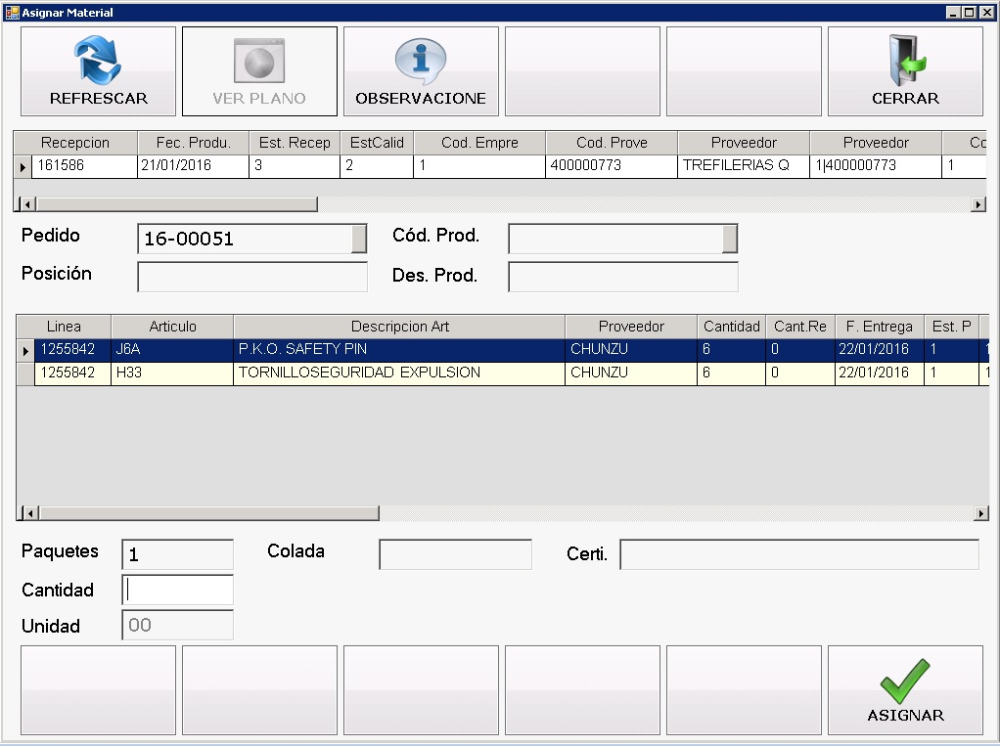 Asignar Material
REFRESCAR VER PLANO OBSERVACIONE CERRAR
Recepcion Fec. Produ. Est. Recep EstCalid Cod. Empre Cod. Prove Proveedor Proveedor Co
161586 21/01/2016 3 2 1 400000773 TREFILERIAS Q 1|400000773 1
Pedido 16-00051 Cód. Prod.
Posición Des. Prod.
Linea Articulo Descripcion Art Proveedor Cantidad Cant.Re F. Entrega Est. P
1255842 J6A P.K.O. SAFETY PIN CHUNZU 6 0 22/01/2016 1 1
1255842 H33 TORNILLOSEGURIDAD EXPULSION CHUNZU 6 0 22/01/2016 1 1
Paquetes 1 Colada Certi.
Cantidad
Unidad 00
ASIGNAR